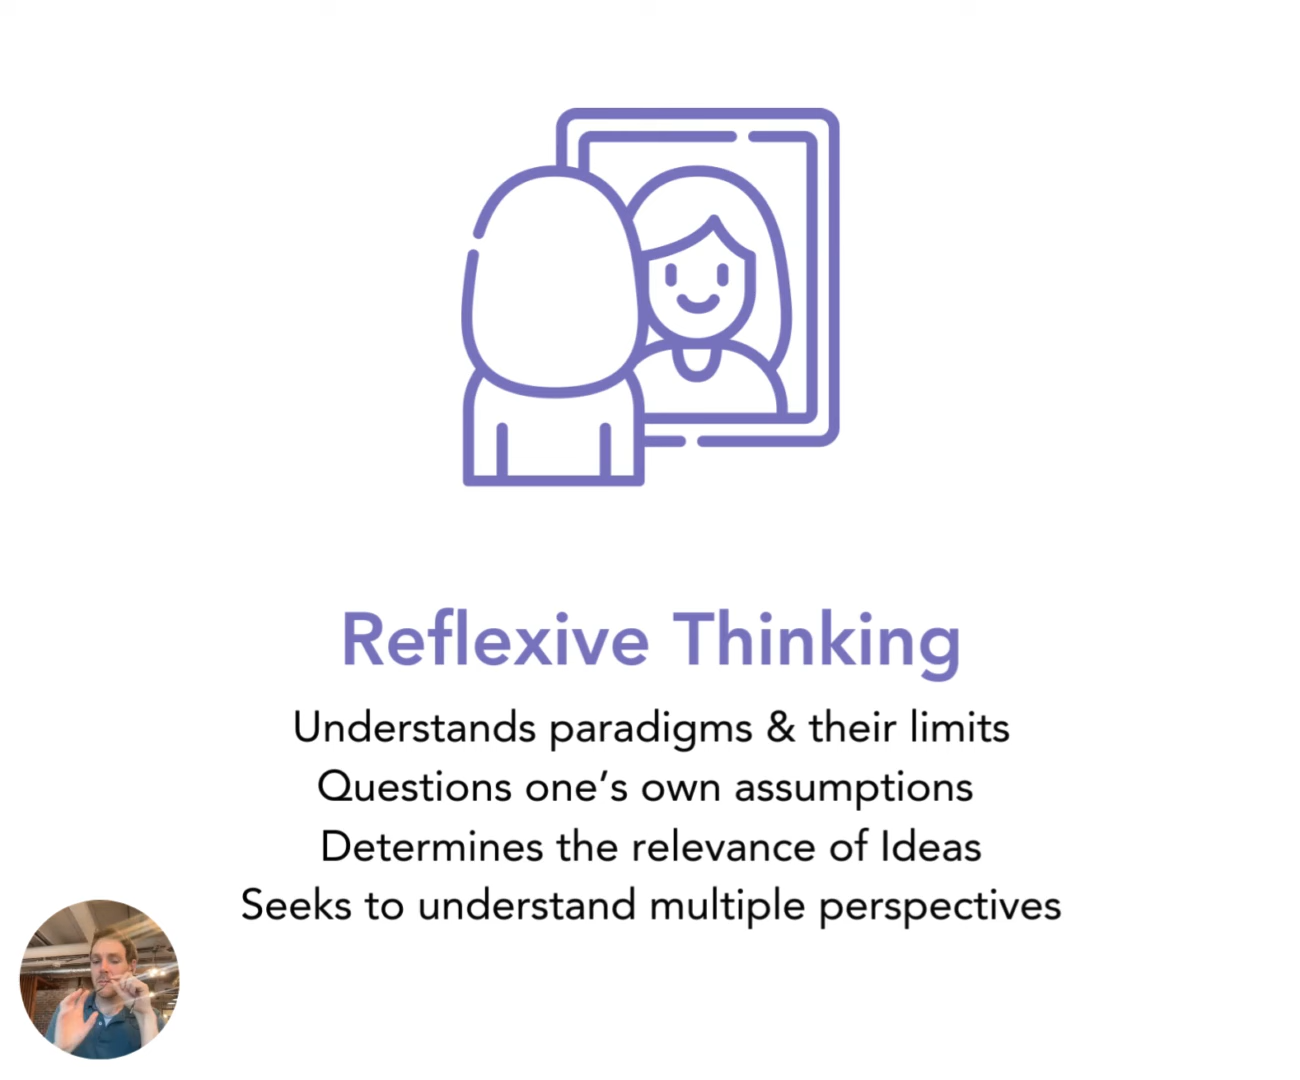 Reflexive Thinking
Understands paradigms & their limits
Questions one’s own assumptions
Determines the relevance of Ideas
Seeks to understand multiple perspectives